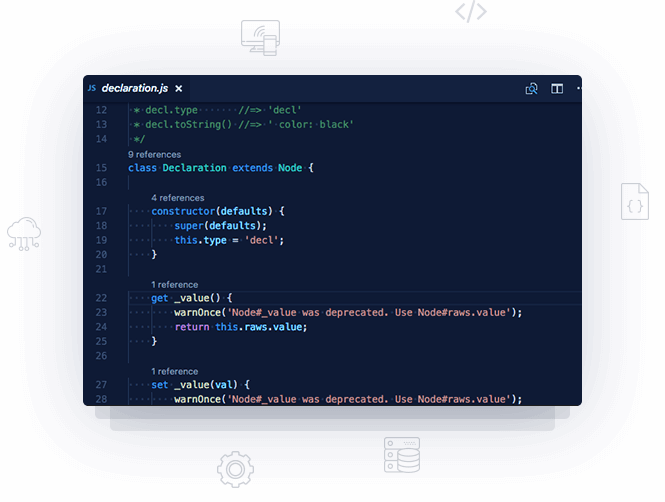 JS declaration.js ×
12 * decl.type //=> 'decl'
13 * decl.toString() //=> ' color: black'
14 */
9 references
15 class Declaration extends Node {
16
4 references
17 constructor(defaults) {
18 super(defaults);
19 this.type = 'decl';
20 }
21
1 reference
22 get _value() {
23 warnOnce('Node#_value was deprecated. Use Node#raws.value');
24 return this.raws.value;
25 }
26
1 reference
27 set _value(val) {
28 warnOnce('Node#_value was deprecated. Use Node#raws.value');